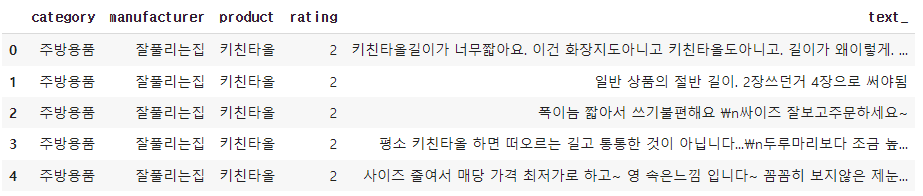 category manufacturer product rating text_
0 주방용품 잘풀리는집 키친타올 2 키친타올길이가 너무짧아요. 이건 화장지도아니고 키친타올도아니고. 길이가 왜이렇게. ...
1 주방용품 잘풀리는집 키친타올 2 일반 상품의 절반 길이. 2장쓰던거 4장으로 써야됨
2 주방용품 잘풀리는집 키친타올 2 폭이늠 짧아서 쓰기불편해요 ₩n싸이즈 잘보고주문하세요~
3 주방용품 잘풀리는집 키친타올 2 평소 키친타올 하면 떠오르는 길고 통통한 것이 아닙니다...₩n두루마리보다 조금 높...
4 주방용품 잘풀리는집 키친타올 2 사이즈 줄여서 매당 가격 최저가로 하고~ 영 속은느낌 입니다~ 꼼꼼히 보지않은 제눈...